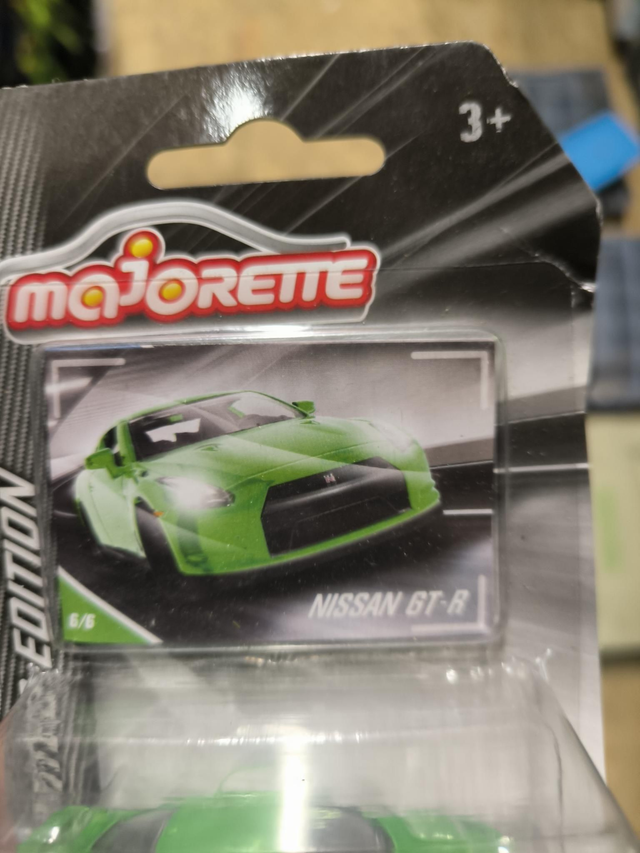 3+
majORETTE
EDITION
6/6
NISSAN GT-R